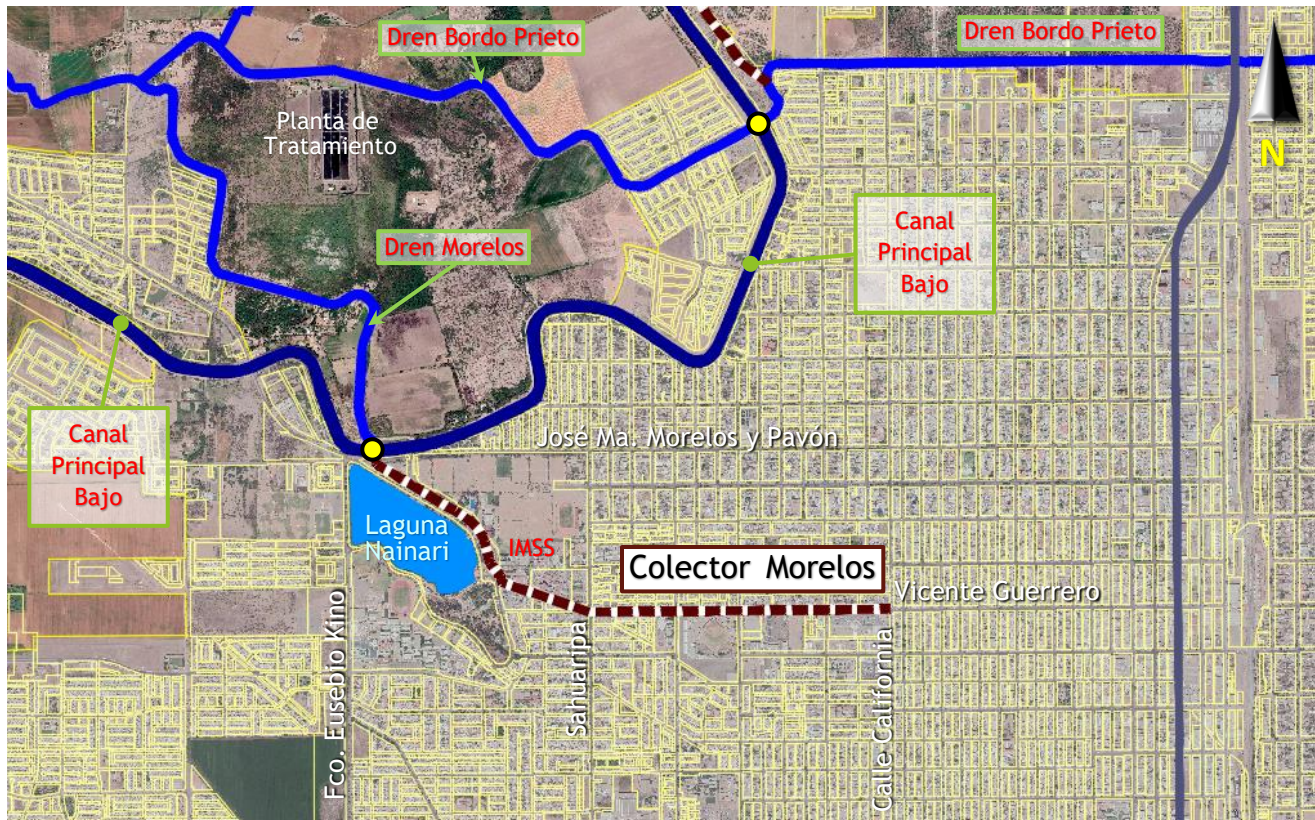 Dren Bordo Prieto
Dren Bordo Prieto
N
Planta de
Tratamiento
Canal
Principal
Bajo
Dren Morelos
Canal
Principal
Bajo
José Ma. Morelos y Pavón
Laguna
Nainari
IMSS
Colector Morelos
Vicente Guerrero
Fco. Eusebio Kino
Sahuaripa
Calle California